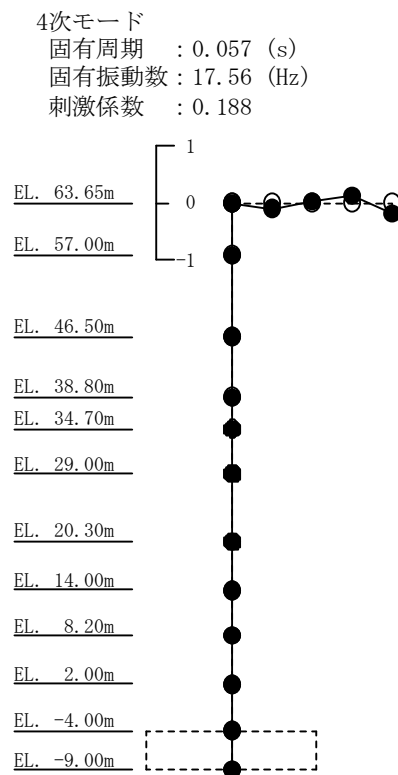 4次モード
固有周期 : 0.057 (s)
固有振動数 : 17.56 (Hz)
刺激係数 : 0.188
1
EL. 63.65m
0
EL. 57.00m
-1
EL. 46.50m
EL. 38.80m
EL. 34.70m
EL. 29.00m
EL. 20.30m
EL. 14.00m
EL. 8.20m
EL. 2.00m
EL. -4.00m
EL. -9.00m